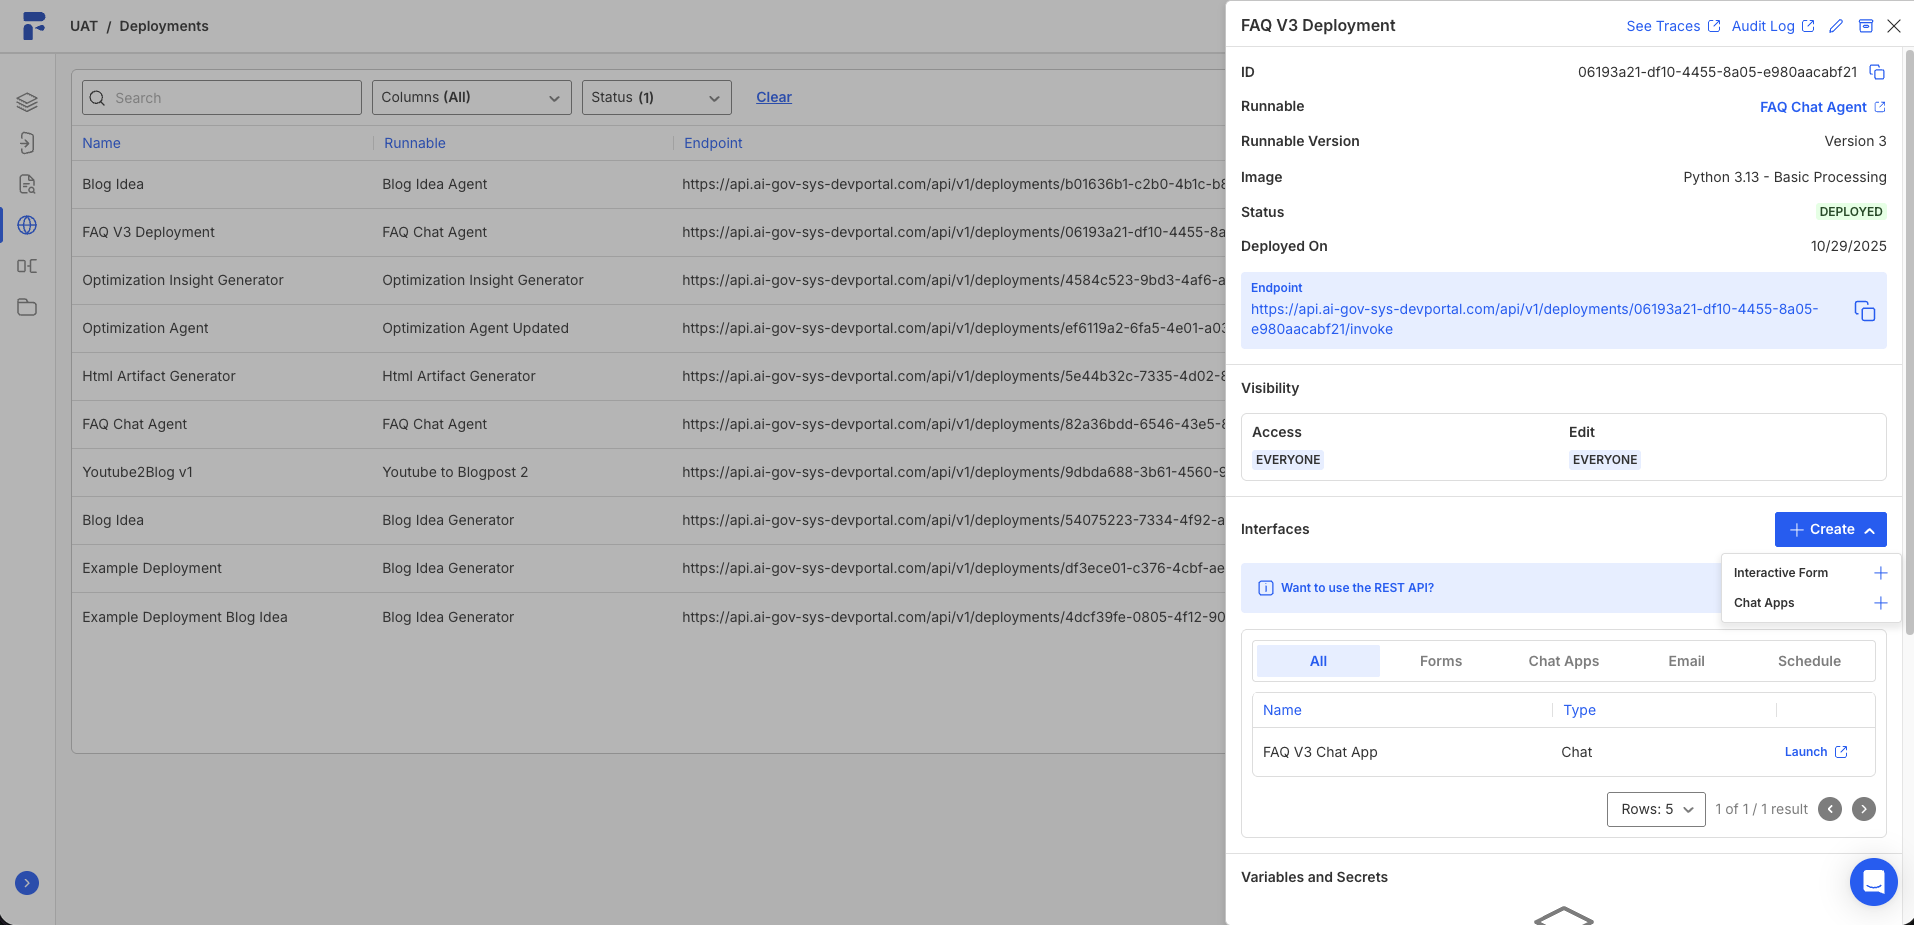 UAT / Deployments
Search
Columns (All)
Status (1)
Clear
Name Runnable Endpoint
Blog Idea Blog Idea Agent https://api.ai-gov-sys-devportal.com/api/v1/deployments/b01636b1-c2b0-4b1c-b8
FAQ V3 Deployment FAQ Chat Agent https://api.ai-gov-sys-devportal.com/api/v1/deployments/06193a21-df10-4455-8a
Optimization Insight Generator Optimization Insight Generator https://api.ai-gov-sys-devportal.com/api/v1/deployments/4584c523-9bd3-4af6-a
Optimization Agent Optimization Agent Updated https://api.ai-gov-sys-devportal.com/api/v1/deployments/ef6119a2-6fa5-4e01-a03
Html Artifact Generator Html Artifact Generator https://api.ai-gov-sys-devportal.com/api/v1/deployments/5e44b32c-7335-4d02-8
FAQ Chat Agent FAQ Chat Agent https://api.ai-gov-sys-devportal.com/api/v1/deployments/82a36bdd-6546-43e5-8
Youtube2Blog v1 Youtube to Blogpost 2 https://api.ai-gov-sys-devportal.com/api/v1/deployments/9dbda688-3b61-4560-9
Blog Idea Blog Idea Generator https://api.ai-gov-sys-devportal.com/api/v1/deployments/54075223-7334-4f92-a
Example Deployment Blog Idea Generator https://api.ai-gov-sys-devportal.com/api/v1/deployments/df3ece01-c376-4cbf-ae
Example Deployment Blog Idea Blog Idea Generator https://api.ai-gov-sys-devportal.com/api/v1/deployments/4dcf39fe-0805-4f12-90
FAQ V3 Deployment See Traces Audit Log
ID 06193a21-df10-4455-8a05-e980aacabf21
Runnable FAQ Chat Agent
Runnable Version Version 3
Image Python 3.13 - Basic Processing
Status DEPLOYED
Deployed On 10/29/2025
Endpoint
https://api.ai-gov-sys-devportal.com/api/v1/deployments/06193a21-df10-4455-8a05-
e980aacabf21/invoke
Visibility
Access Edit
EVERYONE EVERYONE
Interfaces Create
Interactive Form
Chat Apps
Want to use the REST API?
All Forms Chat Apps Email Schedule
Name Type
FAQ V3 Chat App Chat Launch
Rows: 5 1 of 1 / 1 result
Variables and Secrets